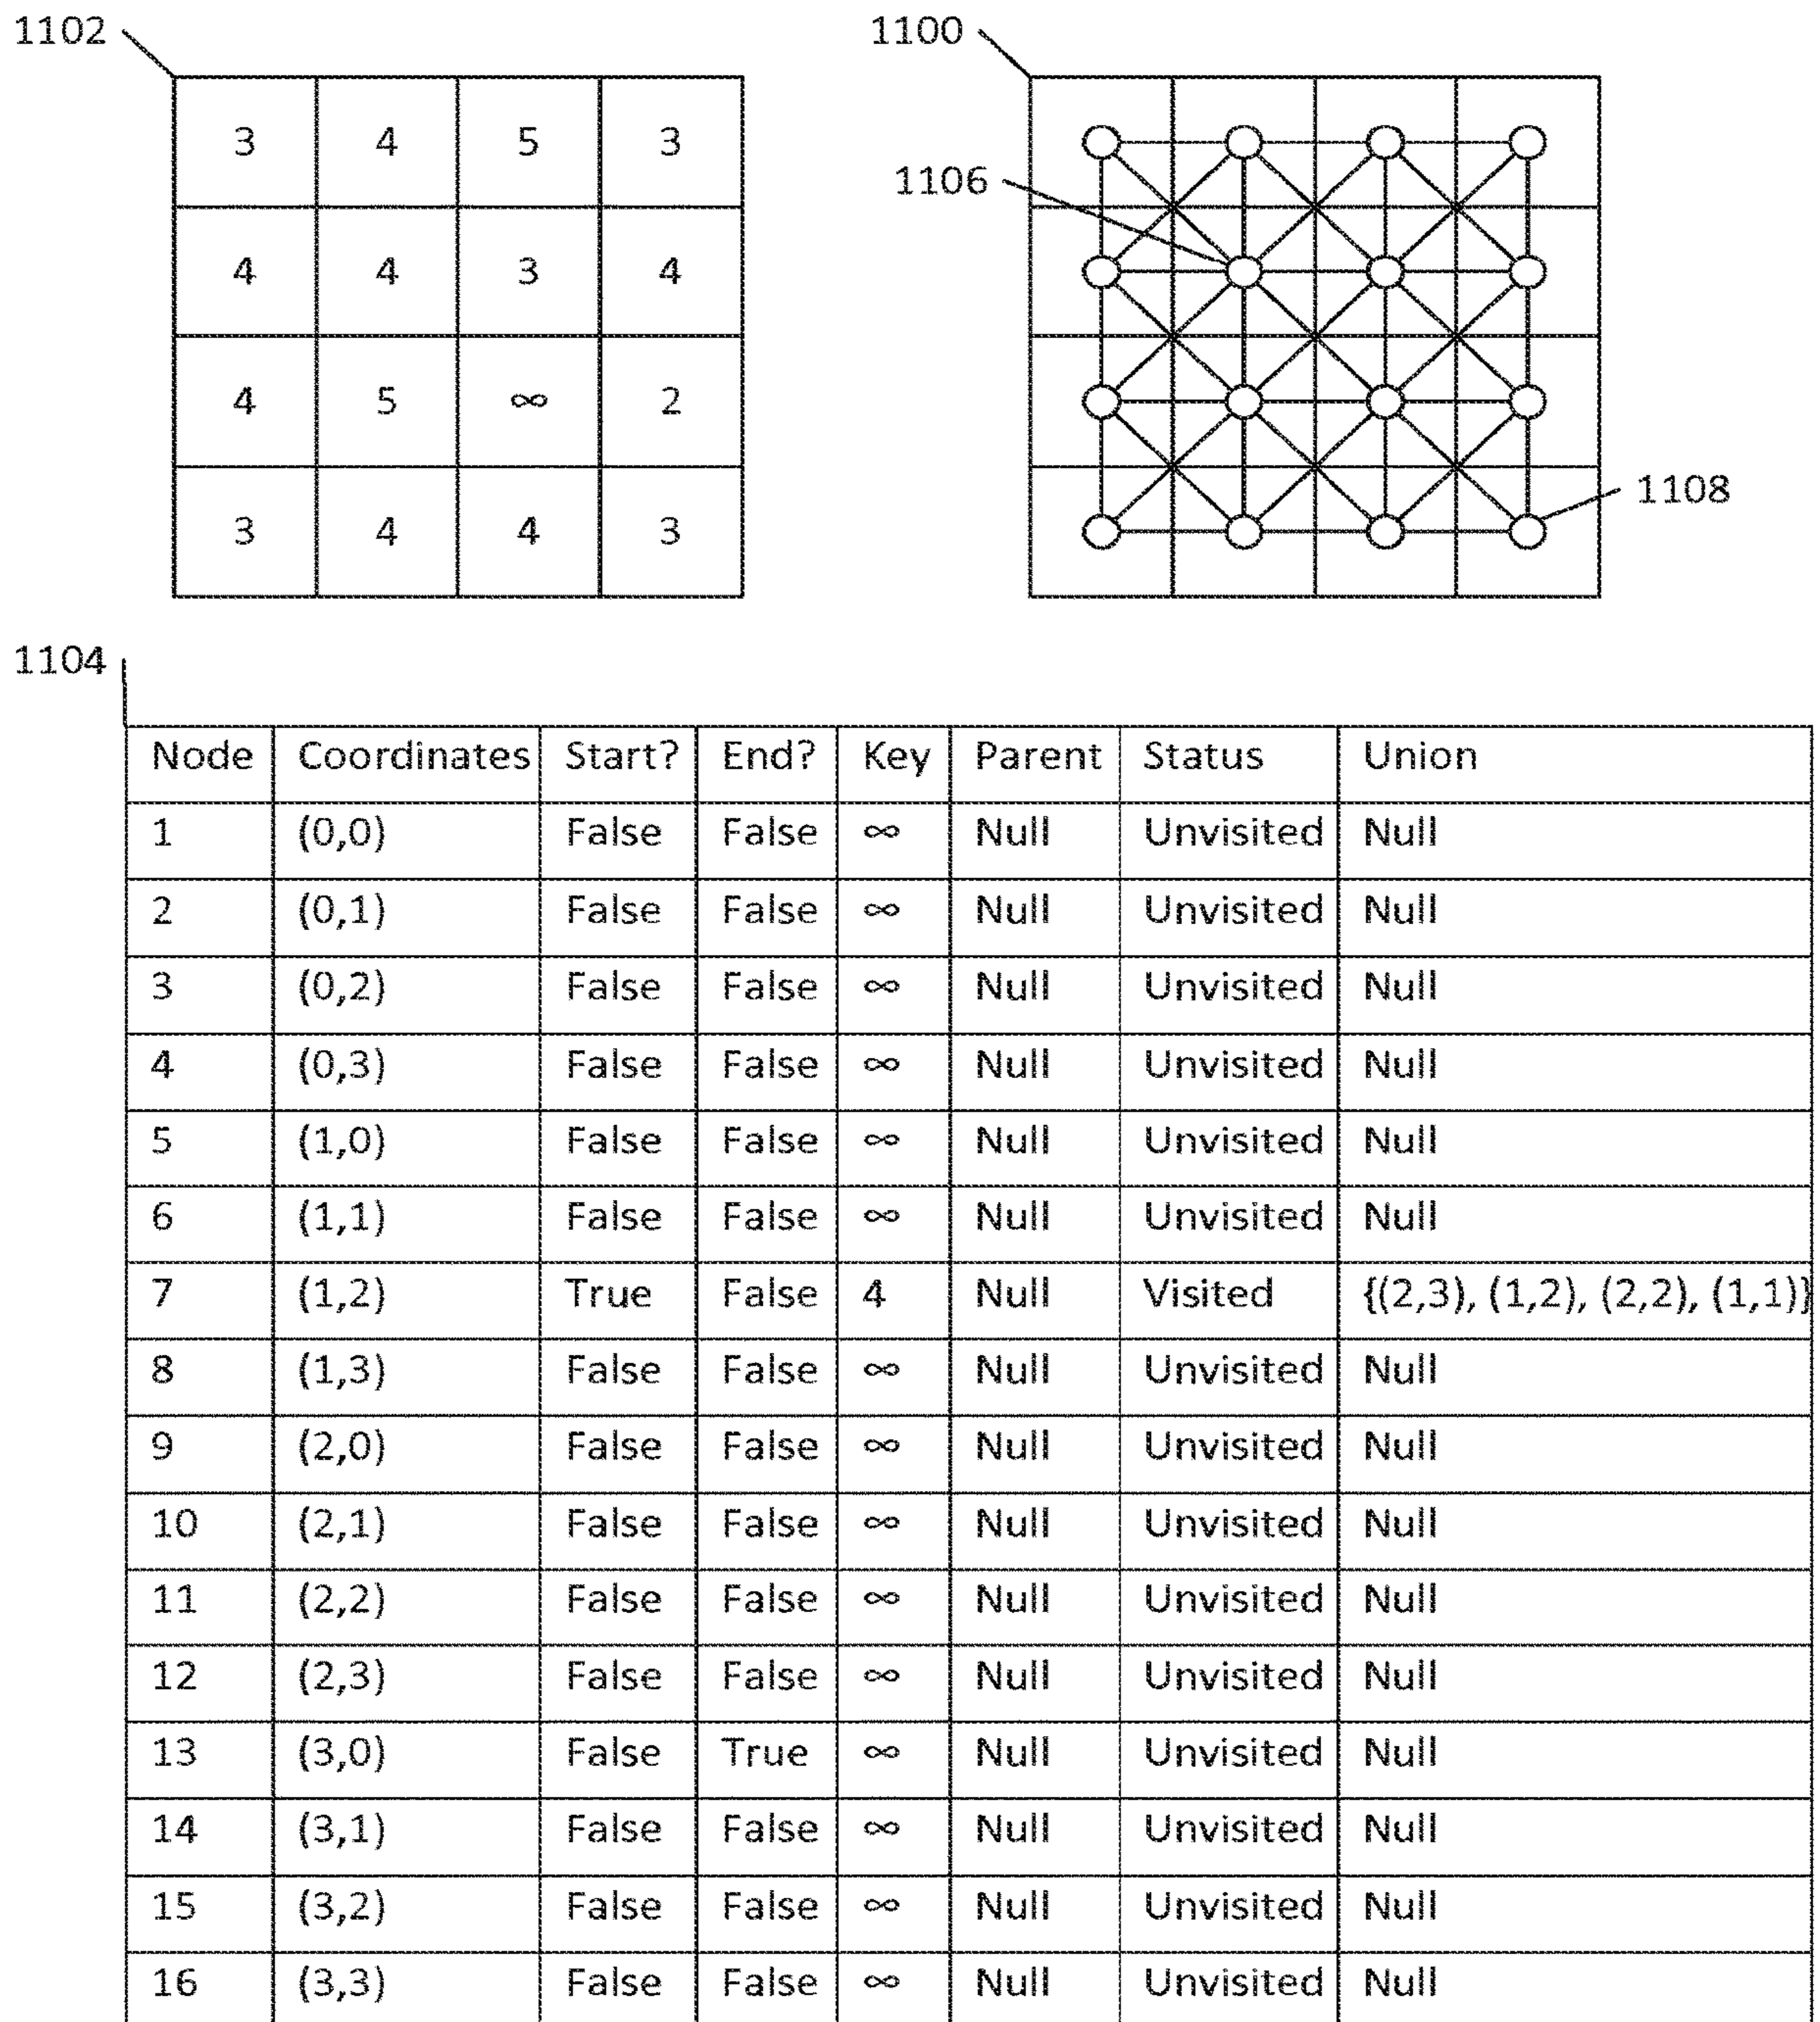 1102 1100
3 4 5 3
1106
4 4 3 4
4 5 ∞ 2
1108
3 4 4 3
1104
Node Coordinates Start? End? Key Parent Status Union
1 (0,0) False False ∞ Null Unvisited Null
2 (0,1) False False ∞ Null Unvisited Null
3 (0,2) False False ∞ Null Unvisited Null
4 (0,3) False False ∞ Null Unvisited Null
5 (1,0) False False ∞ Null Unvisited Null
6 (1,1) False False ∞ Null Unvisited Null
7 (1,2) True False 4 Null Visited {(2,3), (1,2), (2,2), (1,1)}
8 (1,3) False False ∞ Null Unvisited Null
9 (2,0) False False ∞ Null Unvisited Null
10 (2,1) False False ∞ Null Unvisited Null
11 (2,2) False False ∞ Null Unvisited Null
12 (2,3) False False ∞ Null Unvisited Null
13 (3,0) False True ∞ Null Unvisited Null
14 (3,1) False False ∞ Null Unvisited Null
15 (3,2) False False ∞ Null Unvisited Null
16 (3,3) False False ∞ Null Unvisited Null